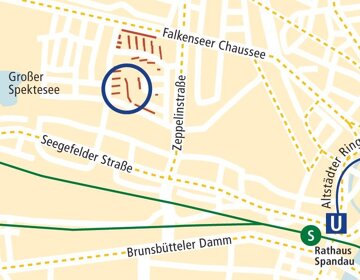 Falkenseer Chaussee
Großer
Spektesee
Zeppelinstraße
Seegefelder Straße
Altstädter Ring
U
S
Rathaus
Spandau
Brunsbütteler Damm